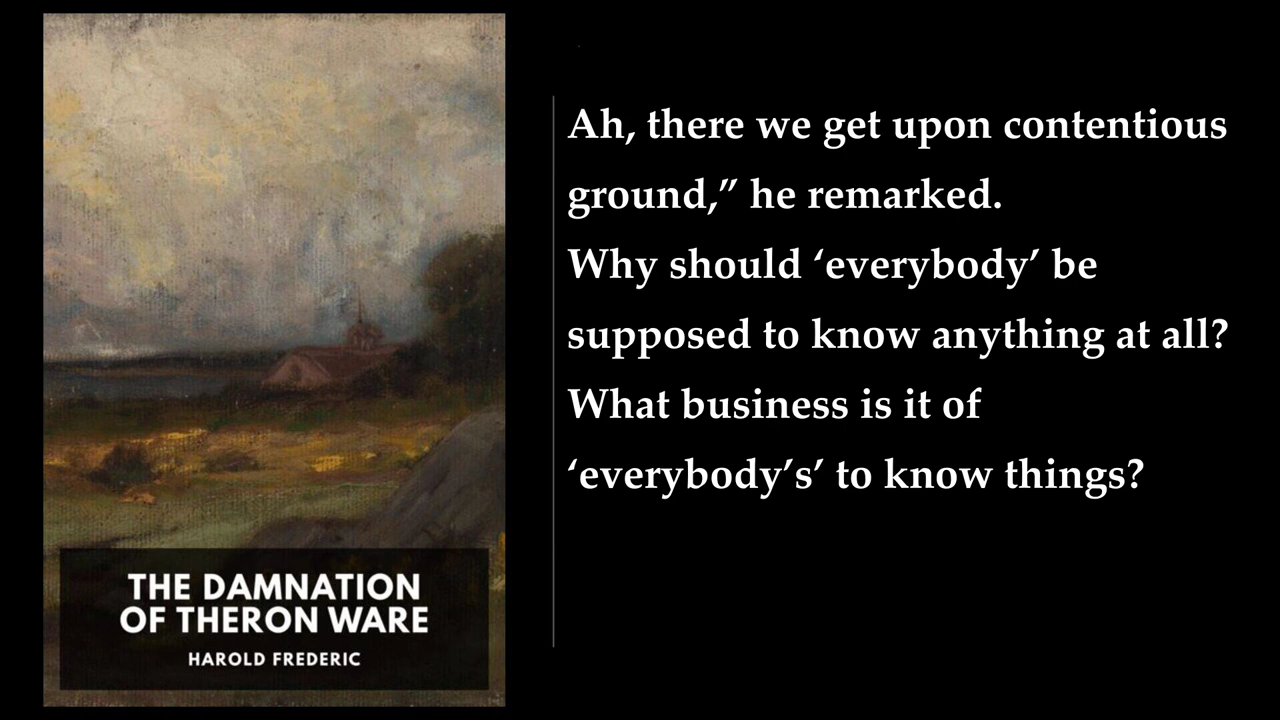 Ah, there we get upon contentious
ground,” he remarked.
Why should ‘everybody’ be
supposed to know anything at all?
What business is it of
‘everybody’s’ to know things?
THE DAMNATION
OF THERON WARE
HAROLD FREDERIC